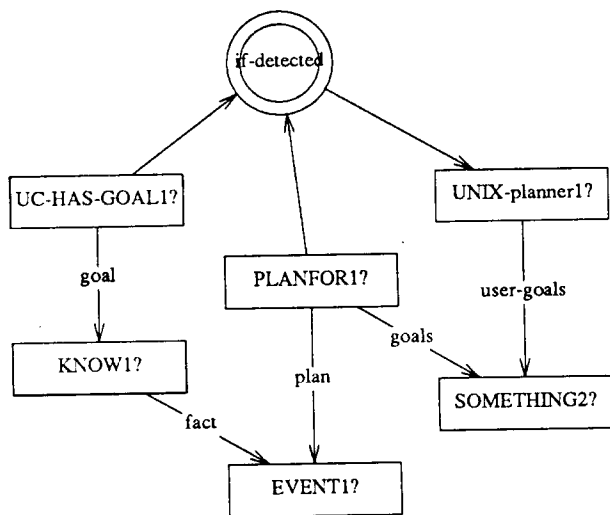 if-detected
UC-HAS-GOAL1?
UNIX-planner1?
PLANFOR1?
goal
user-goals
goals
KNOW1?
plan
SOMETHING2?
fact
EVENT1?